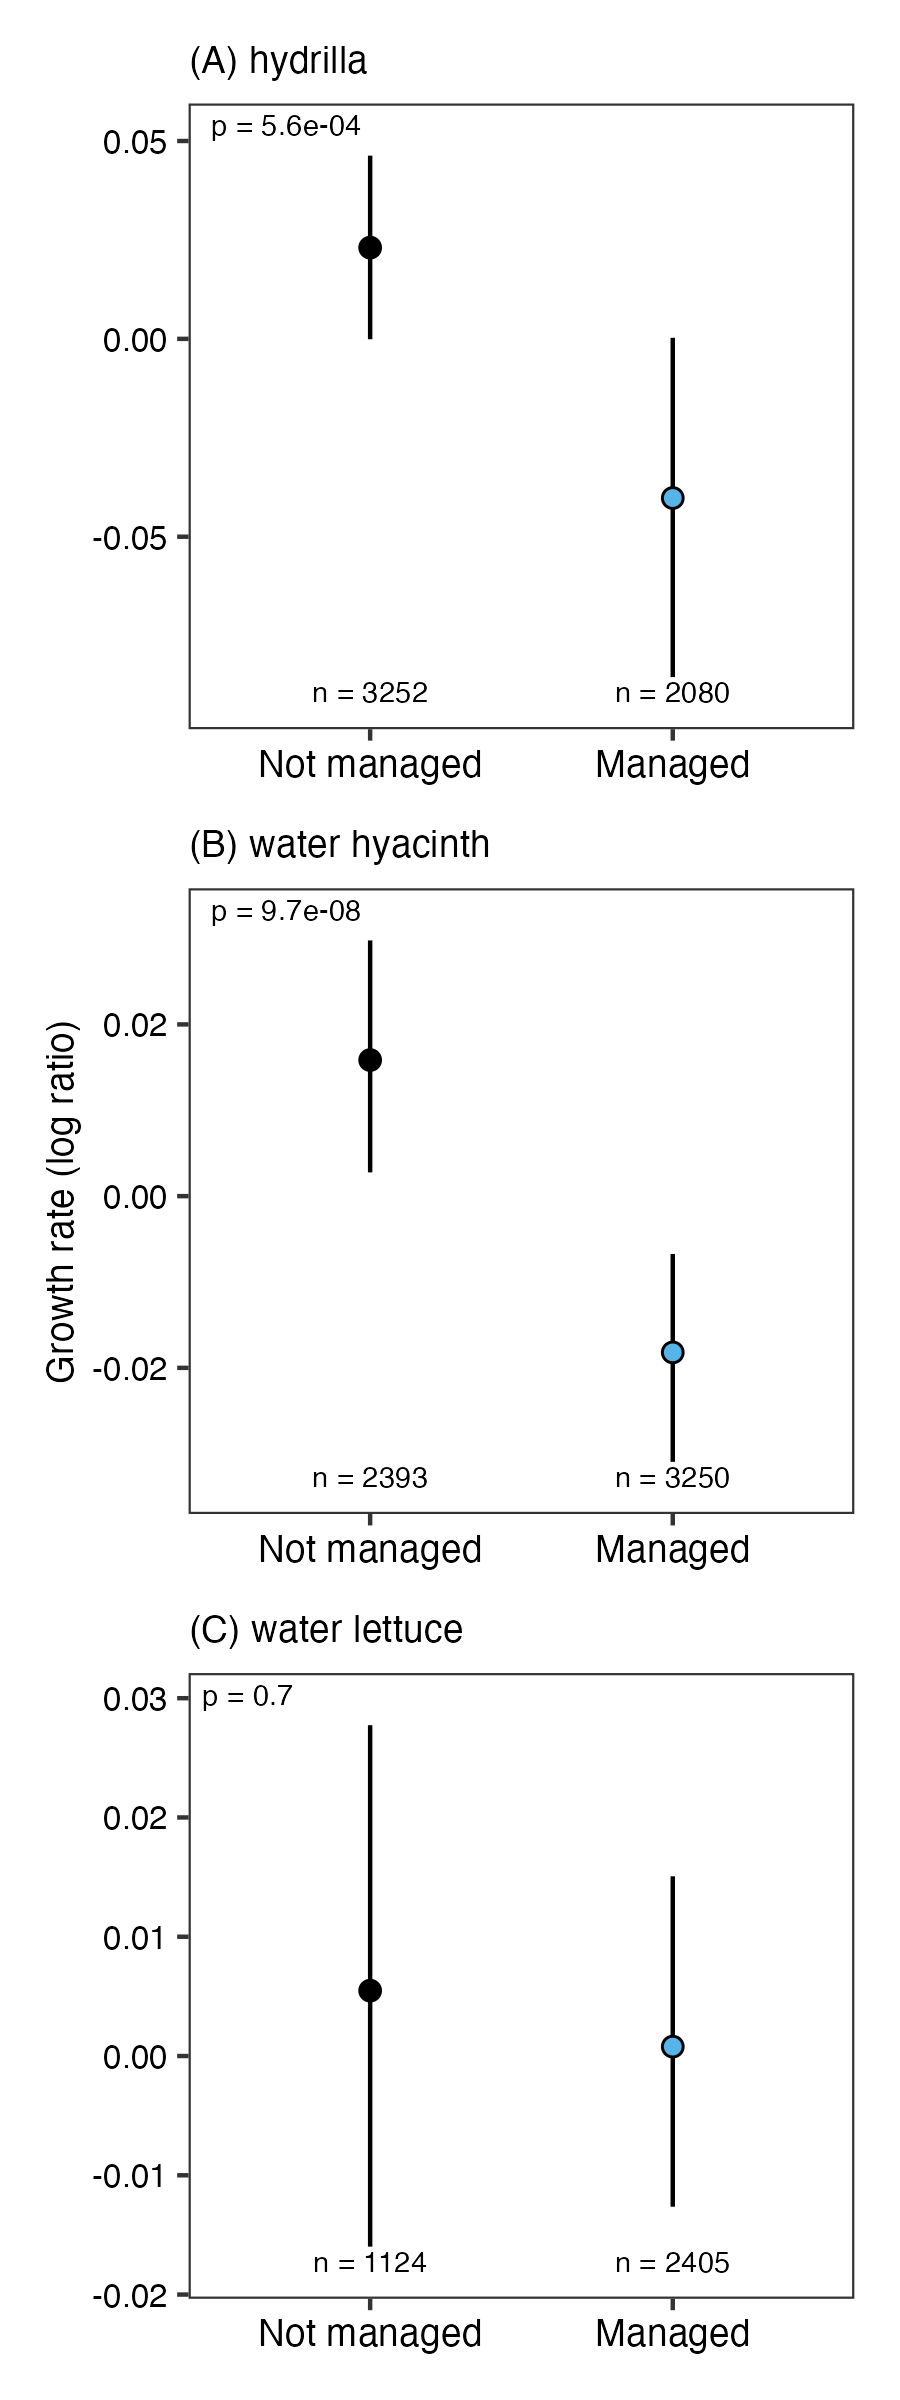 (A) hydrilla
p = 5.6e-04
0.05
0.00
-0.05
n = 3252
n = 2080
Not managed
Managed
(B) water hyacinth
p = 9.7e-08
Growth rate (log ratio)
0.02
0.00
-0.02
n = 2393
n = 3250
Not managed
Managed
(C) water lettuce
p = 0.7
0.03
0.02
0.01
0.00
-0.01
-0.02
n = 1124
n = 2405
Not managed
Managed